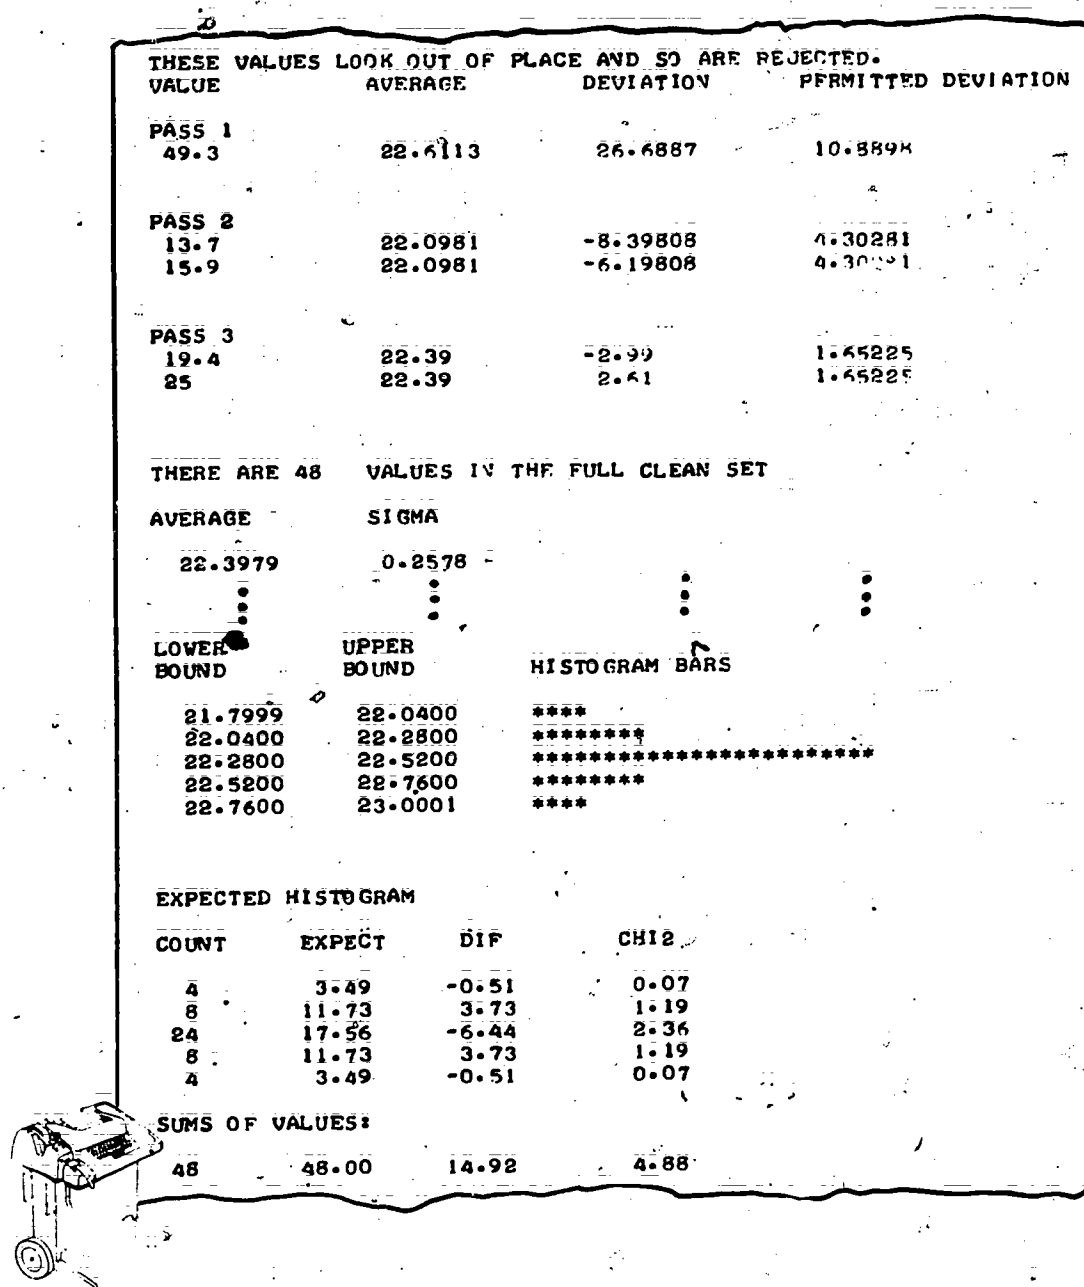 THESE VALUES LOOK OUT OF PLACE AND SO ARE REJECTED.
VALUE AVERAGE DEVIATION PERMITTED DEVIATION
PASS 1
49.3 22.6113 26.6887 10.8898
PASS 2
13.7 22.0981 -8.39808 4.30281
15.9 22.0981 -6.19808
PASS 3
19.4 22.39 -2.99 1.65225
25 22.39 2.61 1.65225
THERE ARE 48 VALUES IN THE FULL CLEAN SET
AVERAGE SIGMA
22.3979 0.2578
LOWER UPPER
BOUND BOUND HISTOGRAM BARS
21.7999 22.0400 ****
22.0400 22.2800 ********
22.2800 22.5200 ************************
22.5200 22.7600 ********
22.7600 23.0001 ****
EXPECTED HISTOGRAM
COUNT EXPECT DIF CHI2
4 3.49 -0.51 0.07
8 11.73 3.73 1.19
24 17.56 -6.44 2.36
8 11.73 3.73 1.19
4 3.49 -0.51 0.07
SUMS OF VALUES:
48 48.00 14.92 4.88